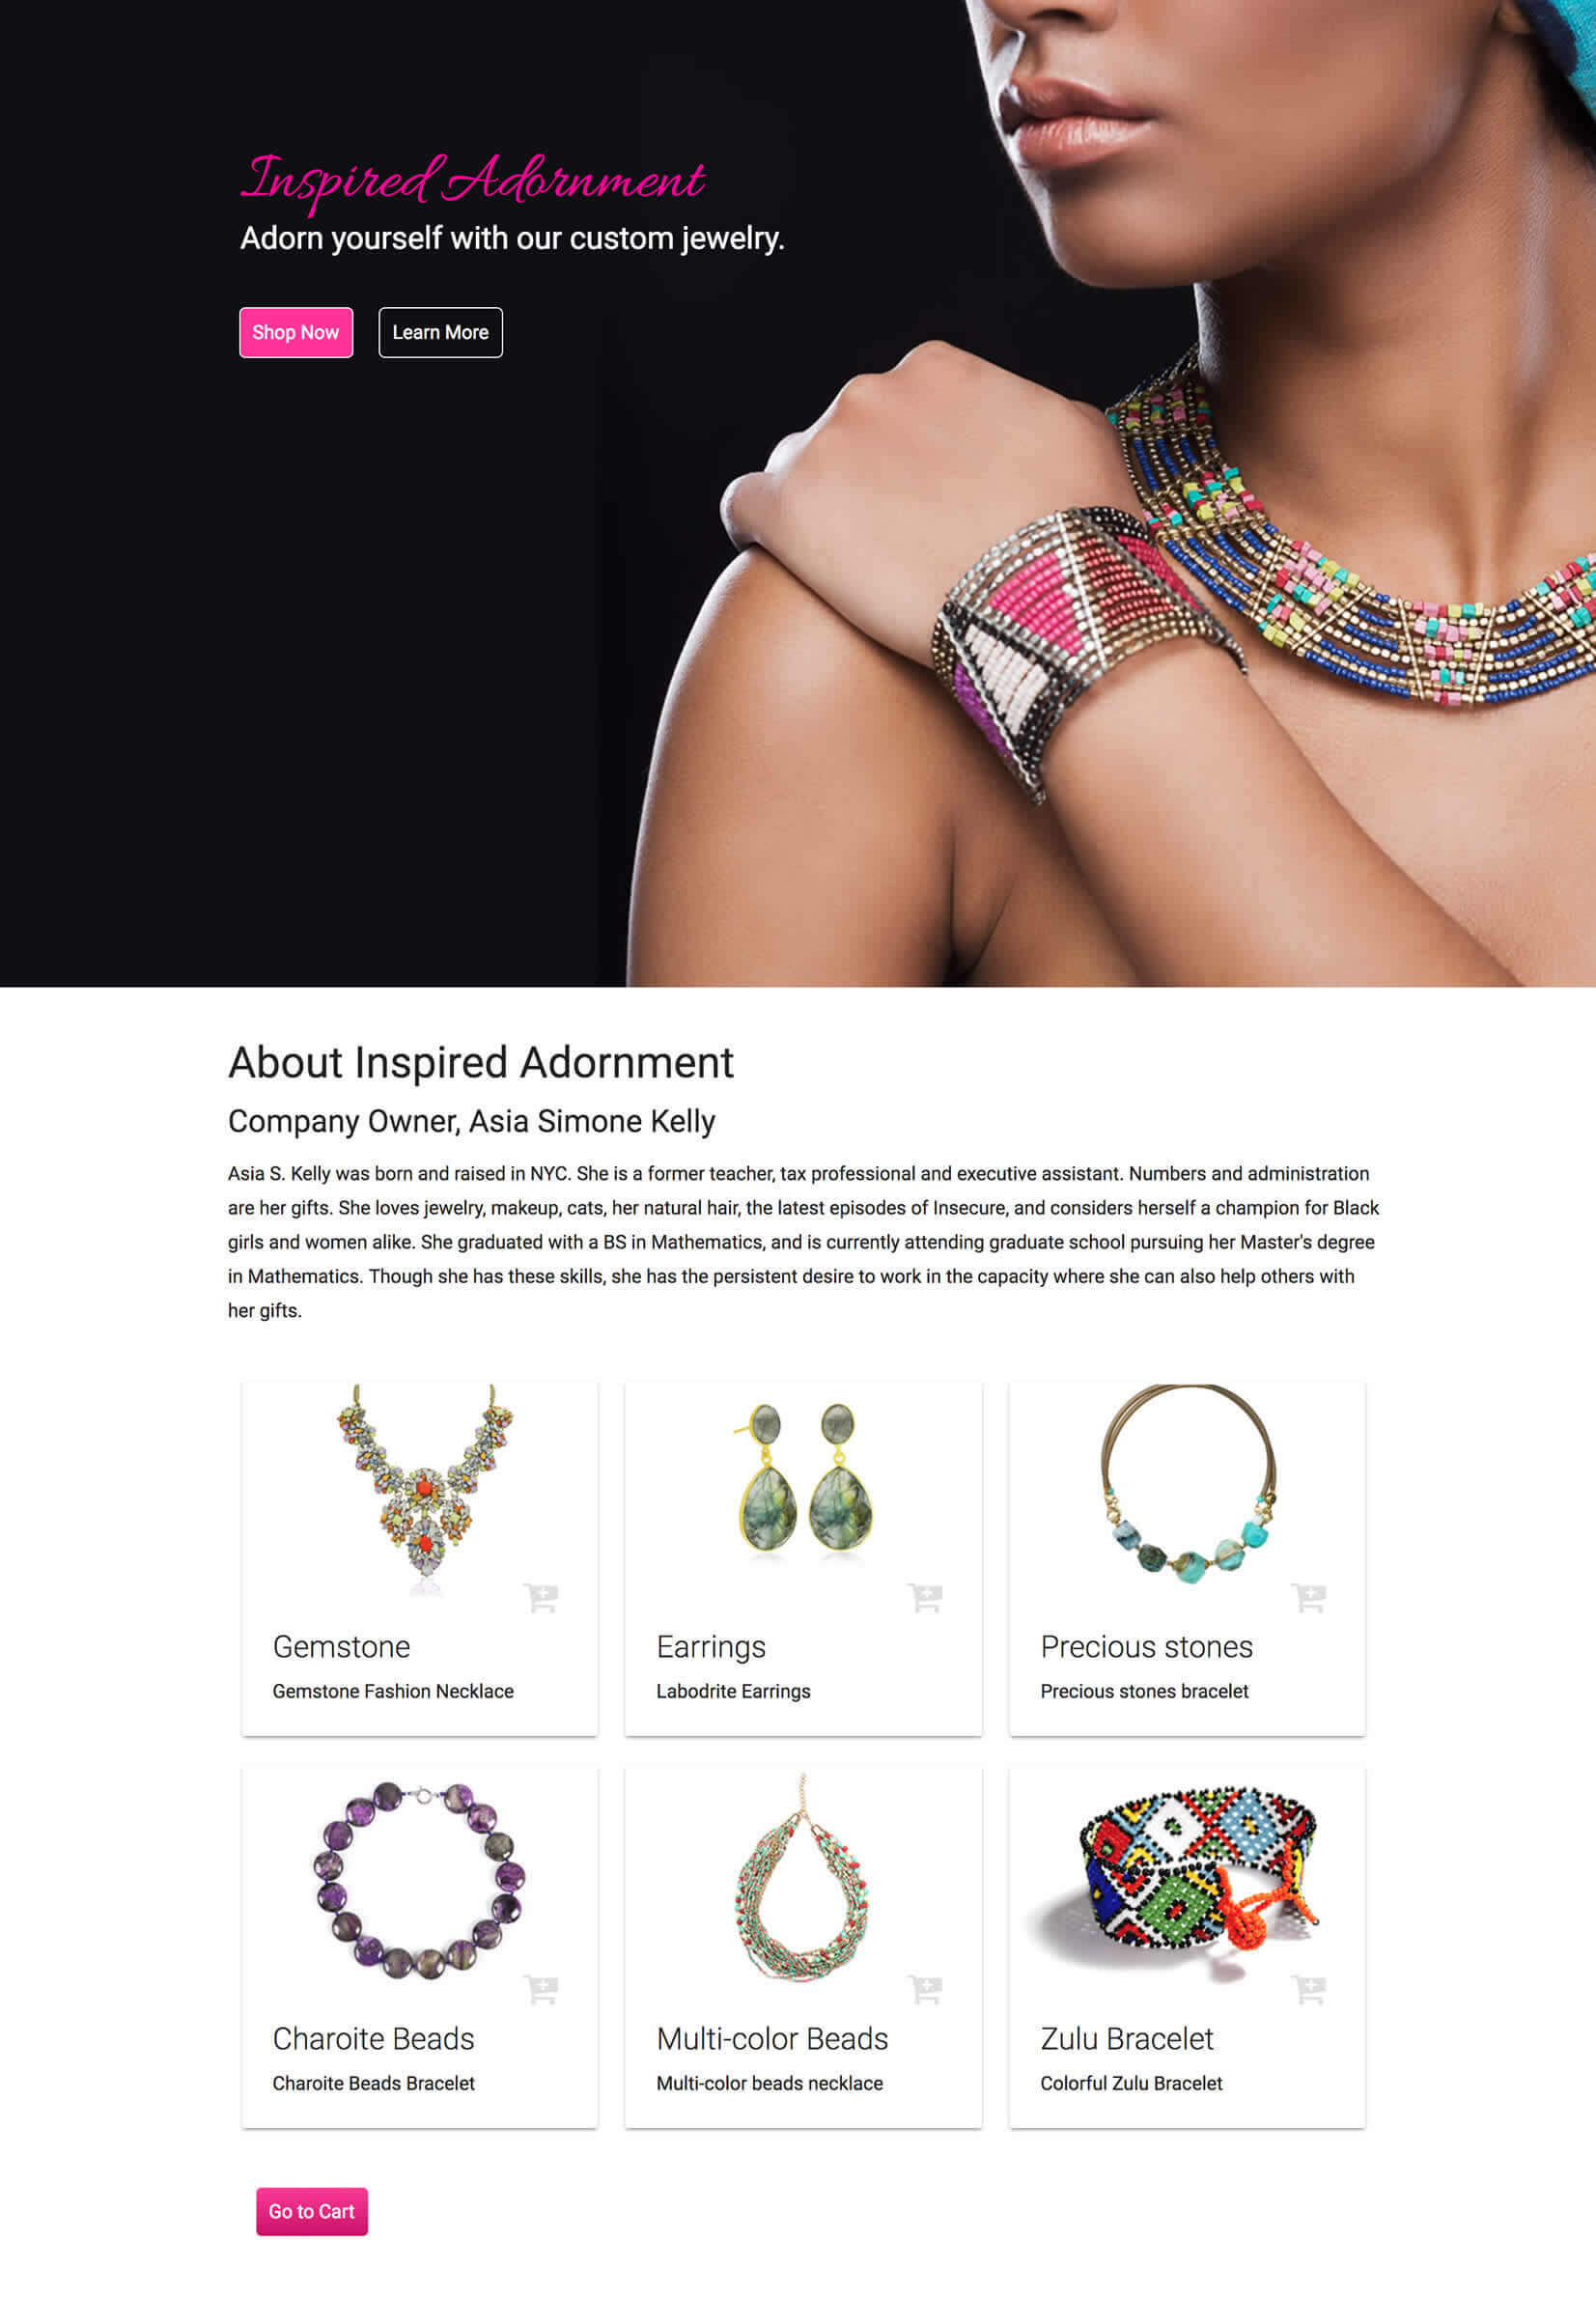 Inspired Adornment
Adorn yourself with our custom jewelry.
Shop Now
Learn More
About Inspired Adornment
Company Owner, Asia Simone Kelly
Asia S. Kelly was born and raised in NYC. She is a former teacher, tax professional and executive assistant. Numbers and administration
are her gifts. She loves jewelry, makeup, cats, her natural hair, the latest episodes of Insecure, and considers herself a champion for Black
girls and women alike. She graduated with a BS in Mathematics, and is currently attending graduate school pursuing her Master's degree
in Mathematics. Though she has these skills, she has the persistent desire to work in the capacity where she can also help others with
her gifts.
Gemstone
Gemstone Fashion Necklace
Earrings
Labodrite Earrings
Precious stones
Precious stones bracelet
Charoite Beads
Charoite Beads Bracelet
Multi-color Beads
Multi-color beads necklace
Zulu Bracelet
Colorful Zulu Bracelet
Go to Cart